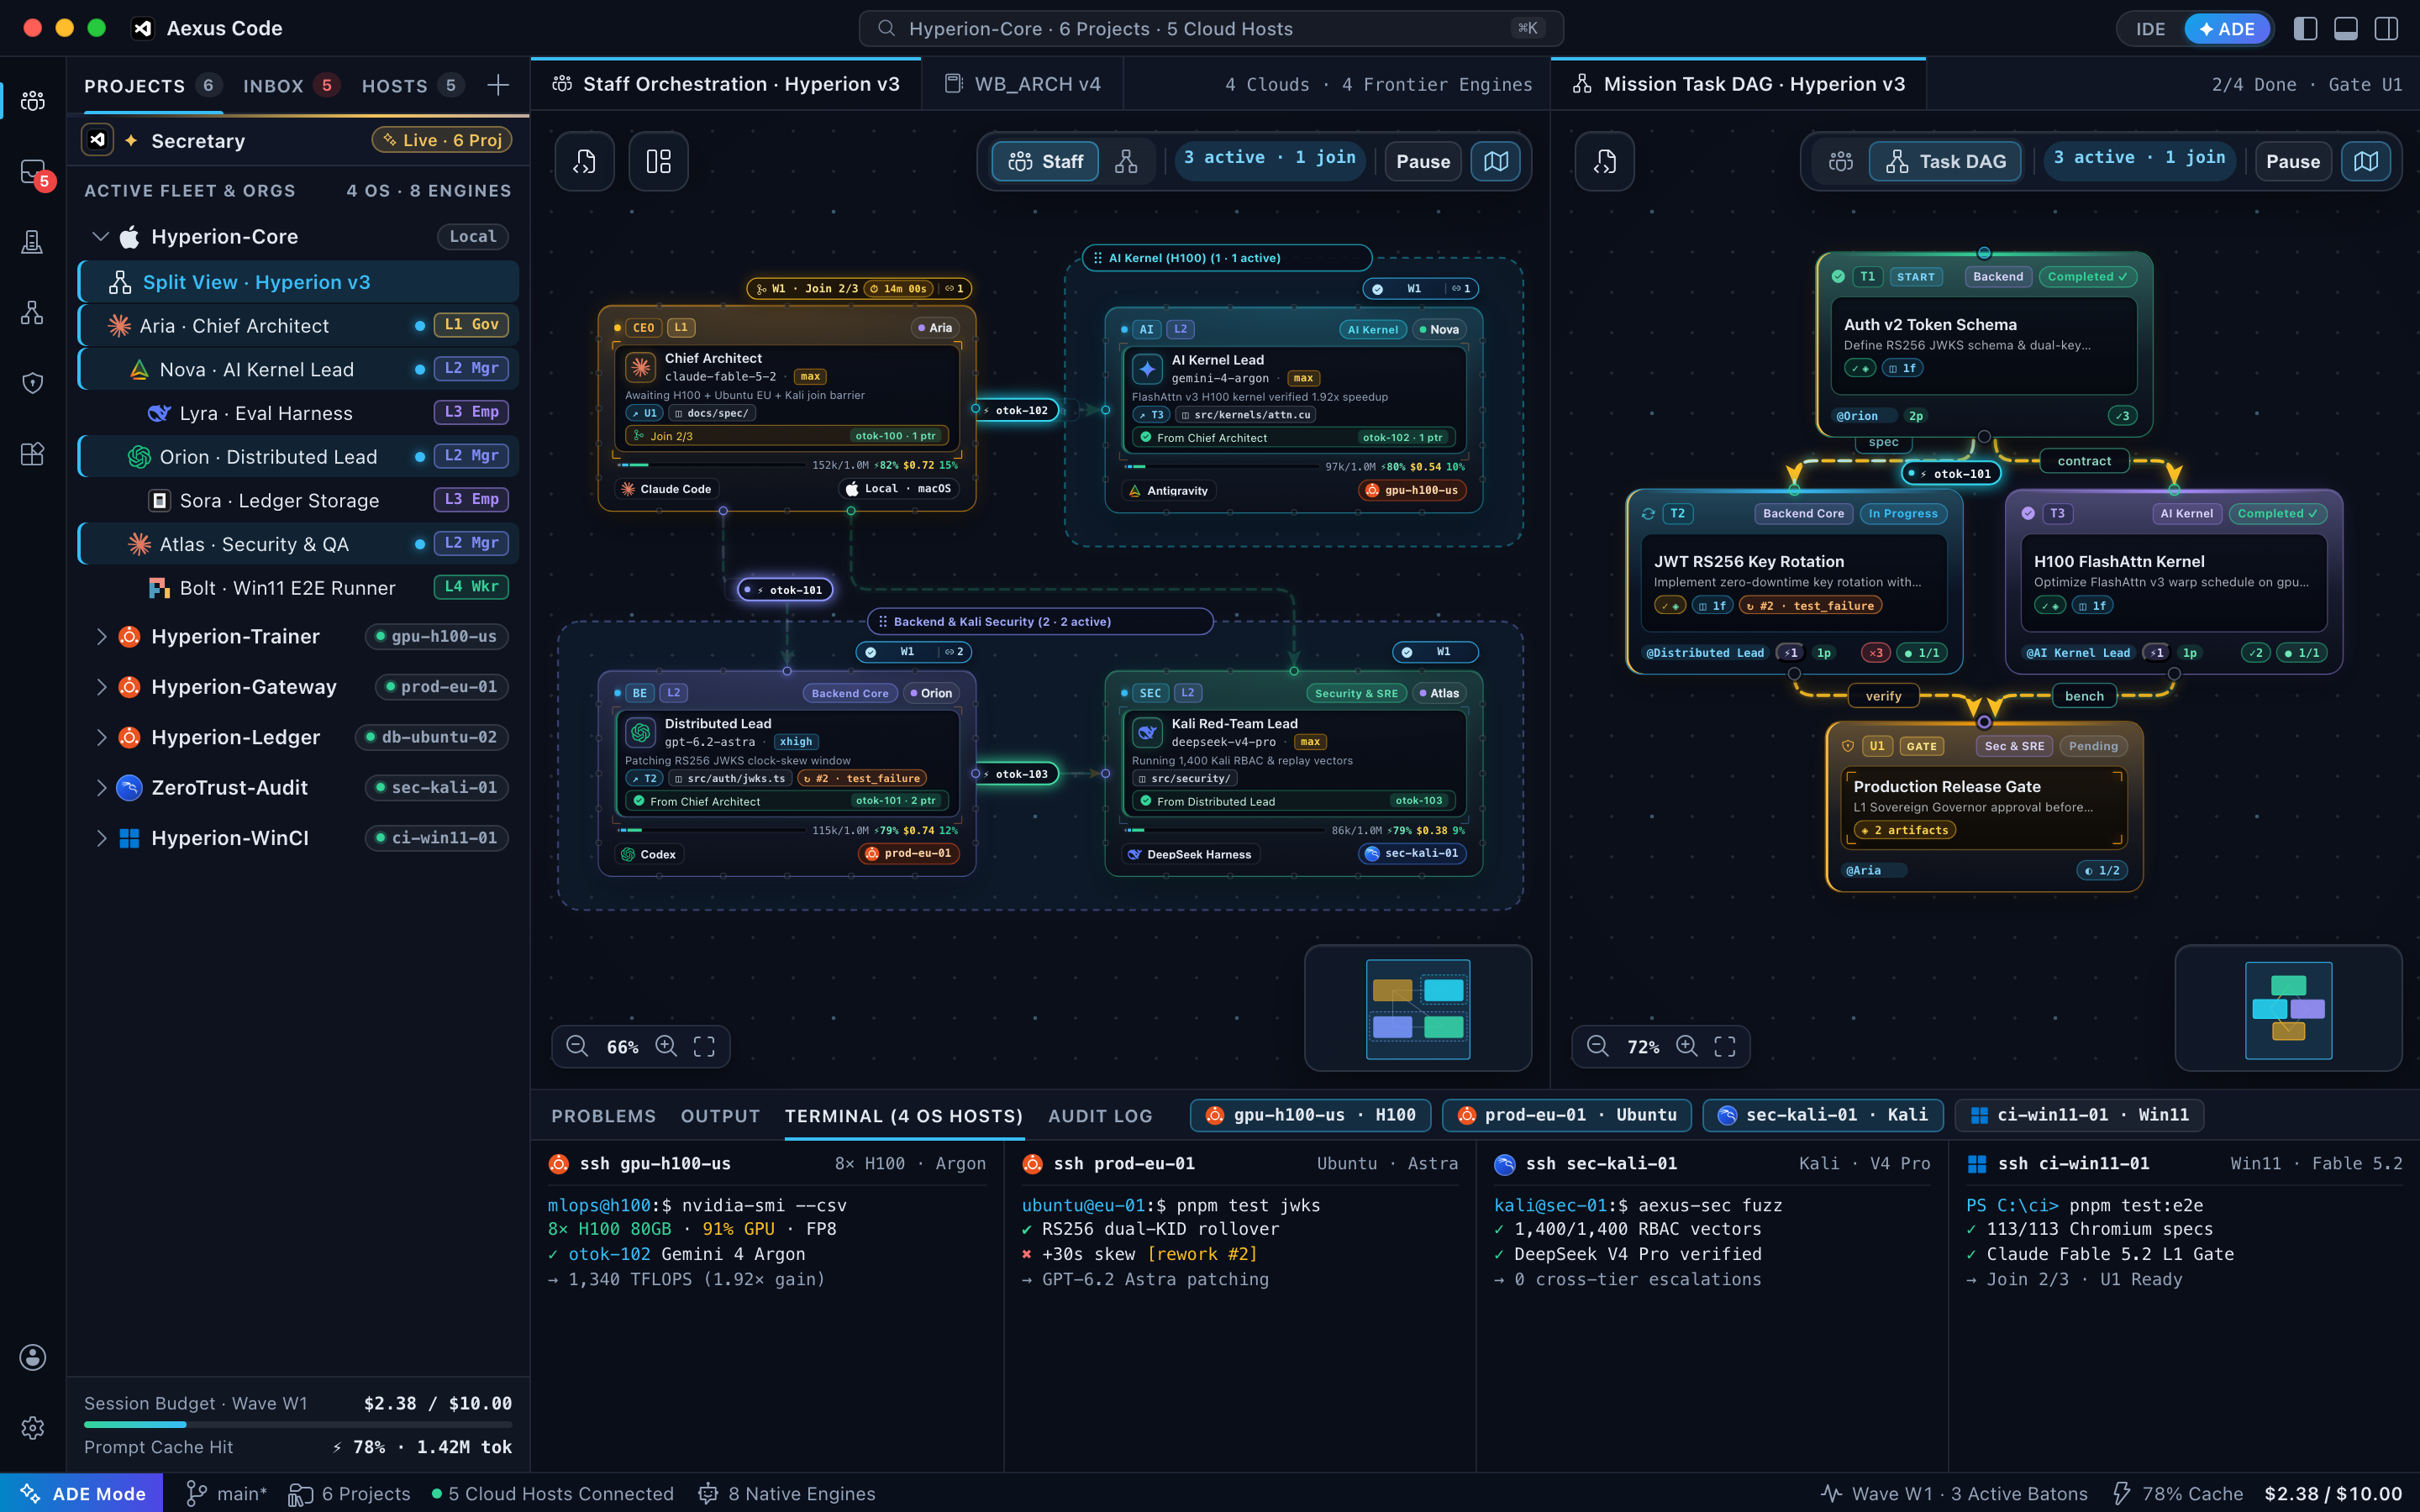 Aexus Code
Hyperion-Core · 6 Projects · 5 Cloud Hosts
⌘K
IDE
ADE
PROJECTS 6
INBOX 5
HOSTS 5
Secretary
Live · 6 Proj
5
ACTIVE FLEET & ORGS
4 OS · 8 ENGINES
Hyperion-Core
Local
Split View · Hyperion v3
Aria · Chief Architect
L1 Gov
Nova · AI Kernel Lead
L2 Mgr
Lyra · Eval Harness
L3 Emp
Orion · Distributed Lead
L2 Mgr
Sora · Ledger Storage
L3 Emp
Atlas · Security & QA
L2 Mgr
Bolt · Win11 E2E Runner
L4 Wkr
Hyperion-Trainer
gpu-h100-us
Hyperion-Gateway
prod-eu-01
Hyperion-Ledger
db-ubuntu-02
ZeroTrust-Audit
sec-kali-01
Hyperion-WinCI
ci-win11-01
Session Budget · Wave W1
$2.38 / $10.00
Prompt Cache Hit
⚡ 78% · 1.42M tok
Staff Orchestration · Hyperion v3
WB_ARCH v4
4 Clouds · 4 Frontier Engines
Staff
3 active · 1 join
Pause
W1 · Join 2/3
14m 00s
1
CEO
L1
Aria
Chief Architect
claude-fable-5-2 ·
max
Awaiting H100 + Ubuntu EU + Kali join barrier
↗ U1
docs/spec/
Join 2/3
otok-100 · 1 ptr
152k/1.0M ⚡82% $0.72 15%
Claude Code
Local · macOS
⚡ otok-102
AI Kernel (H100) (1 · 1 active)
W1
1
AI
L2
AI Kernel
Nova
AI Kernel Lead
gemini-4-argon ·
max
FlashAttn v3 H100 kernel verified 1.92x speedup
↗ T3
src/kernels/attn.cu
From Chief Architect
otok-102 · 1 ptr
97k/1.0M ⚡80% $0.54 10%
Antigravity
gpu-h100-us
⚡ otok-101
Backend & Kali Security (2 · 2 active)
W1
2
BE
L2
Backend Core
Orion
Distributed Lead
gpt-6.2-astra ·
xhigh
Patching RS256 JWKS clock-skew window
↗ T2
src/auth/jwks.ts
↻ #2 · test_failure
From Chief Architect
otok-101 · 2 ptr
115k/1.0M ⚡79% $0.74 12%
Codex
prod-eu-01
⚡ otok-103
W1
SEC
L2
Security & SRE
Atlas
Kali Red-Team Lead
deepseek-v4-pro ·
max
Running 1,400 Kali RBAC & replay vectors
src/security/
From Distributed Lead
otok-103
86k/1.0M ⚡79% $0.38 9%
DeepSeek Harness
sec-kali-01
66%
Mission Task DAG · Hyperion v3
2/4 Done · Gate U1
Task DAG
3 active · 1 join
Pause
T1
START
Backend
Completed ✓
Auth v2 Token Schema
Define RS256 JWKS schema & dual-key…
✓ ◈
1f
@Orion
2p
✓3
spec
⚡ otok-101
contract
T2
Backend Core
In Progress
JWT RS256 Key Rotation
Implement zero-downtime key rotation with…
✓ ◈
1f
↻ #2 · test_failure
@Distributed Lead
⚡1
1p
×3
● 1/1
T3
AI Kernel
Completed ✓
H100 FlashAttn Kernel
Optimize FlashAttn v3 warp schedule on gpu…
✓ ◈
1f
@AI Kernel Lead
⚡1
1p
✓2
● 1/1
verify
bench
U1
GATE
Sec & SRE
Pending
Production Release Gate
L1 Sovereign Governor approval before…
◈ 2 artifacts
@Aria
◐ 1/2
72%
PROBLEMS
OUTPUT
TERMINAL (4 OS HOSTS)
AUDIT LOG
gpu-h100-us · H100
prod-eu-01 · Ubuntu
sec-kali-01 · Kali
ci-win11-01 · Win11
ssh gpu-h100-us
8× H100 · Argon
mlops@h100:$ nvidia-smi --csv
8× H100 80GB · 91% GPU · FP8
✓ otok-102 Gemini 4 Argon
→ 1,340 TFLOPS (1.92× gain)
ssh prod-eu-01
Ubuntu · Astra
ubuntu@eu-01:$ pnpm test jwks
✔ RS256 dual-KID rollover
✖ +30s skew [rework #2]
→ GPT-6.2 Astra patching
ssh sec-kali-01
Kali · V4 Pro
kali@sec-01:$ aexus-sec fuzz
✓ 1,400/1,400 RBAC vectors
✓ DeepSeek V4 Pro verified
→ 0 cross-tier escalations
ssh ci-win11-01
Win11 · Fable 5.2
PS C:\ci> pnpm test:e2e
✓ 113/113 Chromium specs
✓ Claude Fable 5.2 L1 Gate
→ Join 2/3 · U1 Ready
ADE Mode
main*
6 Projects
5 Cloud Hosts Connected
8 Native Engines
Wave W1 · 3 Active Batons
78% Cache
$2.38 / $10.00